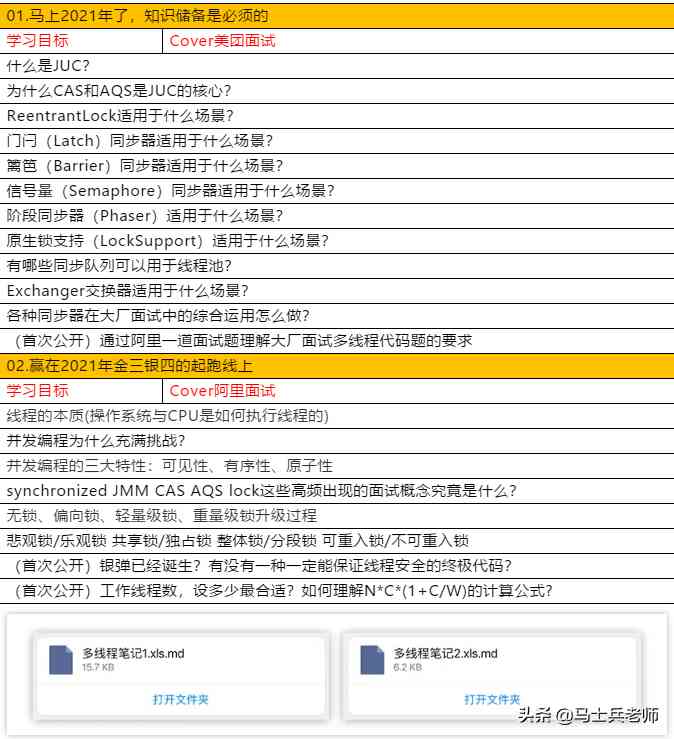 01.马上2021年了，知识储备是必须的
学习目标 Cover美团面试
什么是JUC？
为什么CAS和AQS是JUC的核心？
ReentrantLock适用于什么场景？
门闩（Latch）同步器适用于什么场景？
篱笆（Barrier）同步器适用于什么场景？
信号量（Semaphore）同步器适用于什么场景？
阶段同步器（Phaser）适用于什么场景？
原生锁支持（LockSupport）适用于什么场景？
有哪些同步队列可以用于线程池？
Exchanger交换器适用于什么场景？
各种同步器在大厂面试中的综合运用怎么做？
（首次公开）通过阿里一道面试题理解大厂面试多线程代码题的要求
02.赢在2021年金三银四的起跑线上
学习目标 Cover阿里面试
线程的本质(操作系统与CPU是如何执行线程的)
并发编程为什么充满挑战？
并发编程的三大特性：可见性、有序性、原子性
synchronized JMM CAS AQS lock这些高频出现的面试概念究竟是什么？
无锁、偏向锁、轻量级锁、重量级锁升级过程
悲观锁/乐观锁 共享锁/独占锁 整体锁/分段锁 可重入锁/不可重入锁
（首次公开）银弹已经诞生？有没有一种一定能保证线程安全的终极代码？
（首次公开）工作线程数，设多少最合适？如何理解N*C*(1+C/W)的计算公式？
多线程笔记1.xls.md
15.7 KB
打开文件夹
多线程笔记2.xls.md
6.2 KB
打开文件夹
头条 @马士兵老师